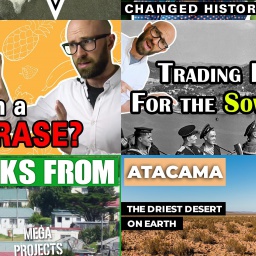 CHANGED HISTOR
n a
RASE?
TRADING
FOR THE SOV
KS FROM
MEGA
PROJECTS
ATACAMA
THE DRIEST DESERT
ON EARTH